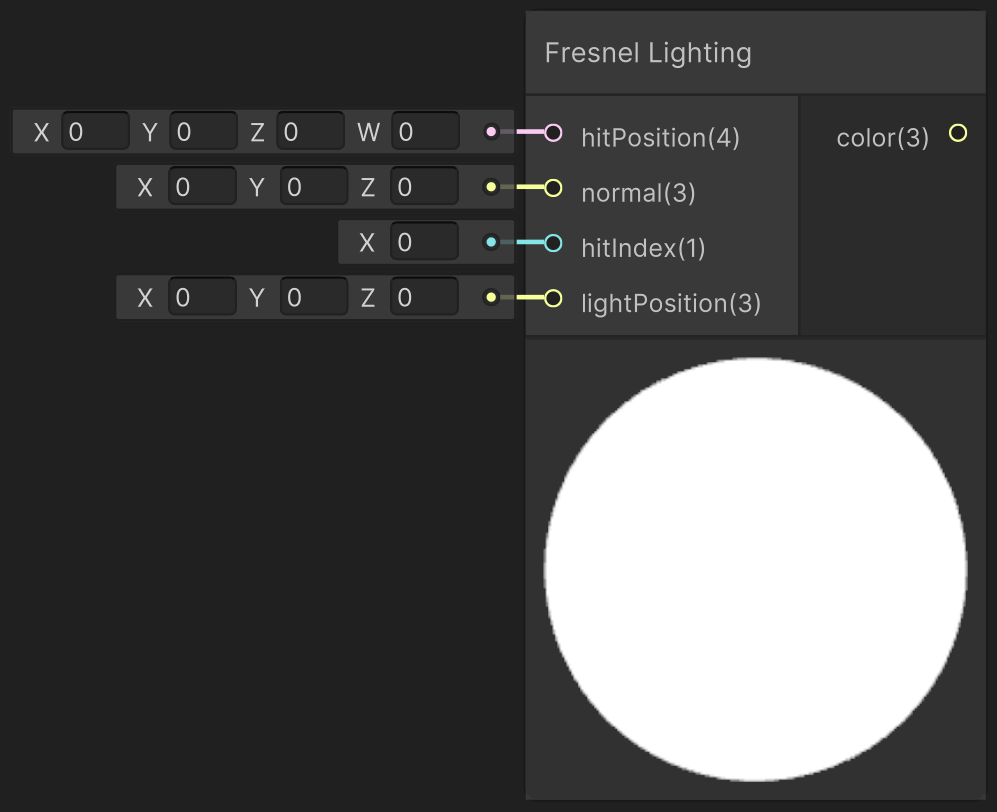 Fresnel Lighting
X 0 Y 0 Z 0 W 0 hitPosition(4) color(3)
X 0 Y 0 Z 0 normal(3)
X 0 hitIndex(1)
X 0 Y 0 Z 0 lightPosition(3)